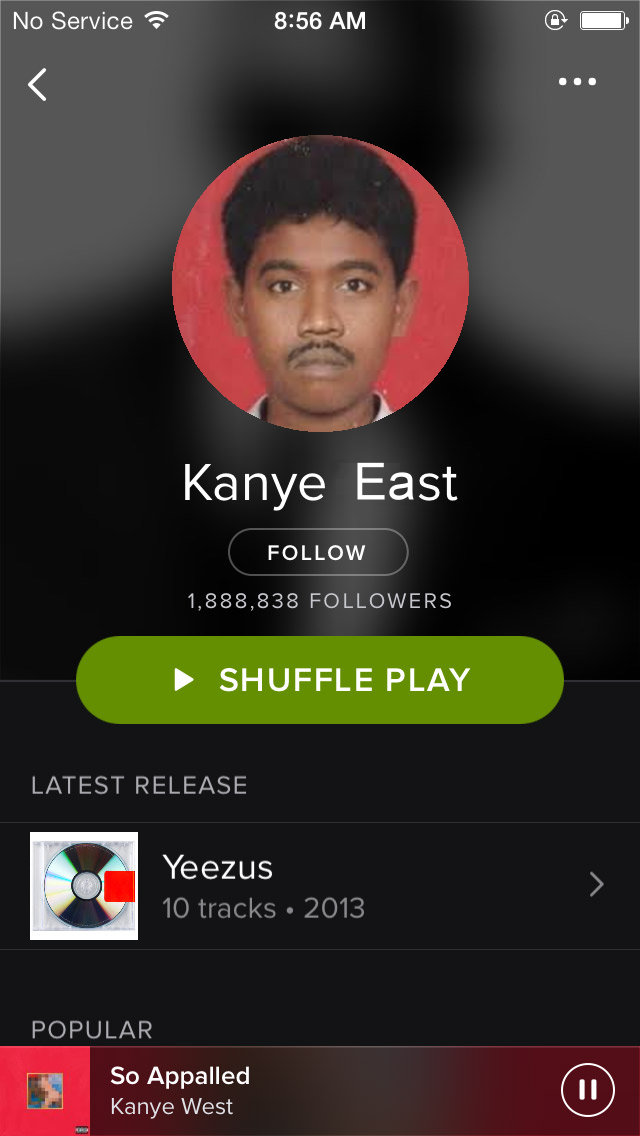 No Service 8:56 AM
Kanye East
FOLLOW
1,888,838 FOLLOWERS
SHUFFLE PLAY
LATEST RELEASE
Yeezus
10 tracks • 2013
POPULAR
So Appalled
Kanye West